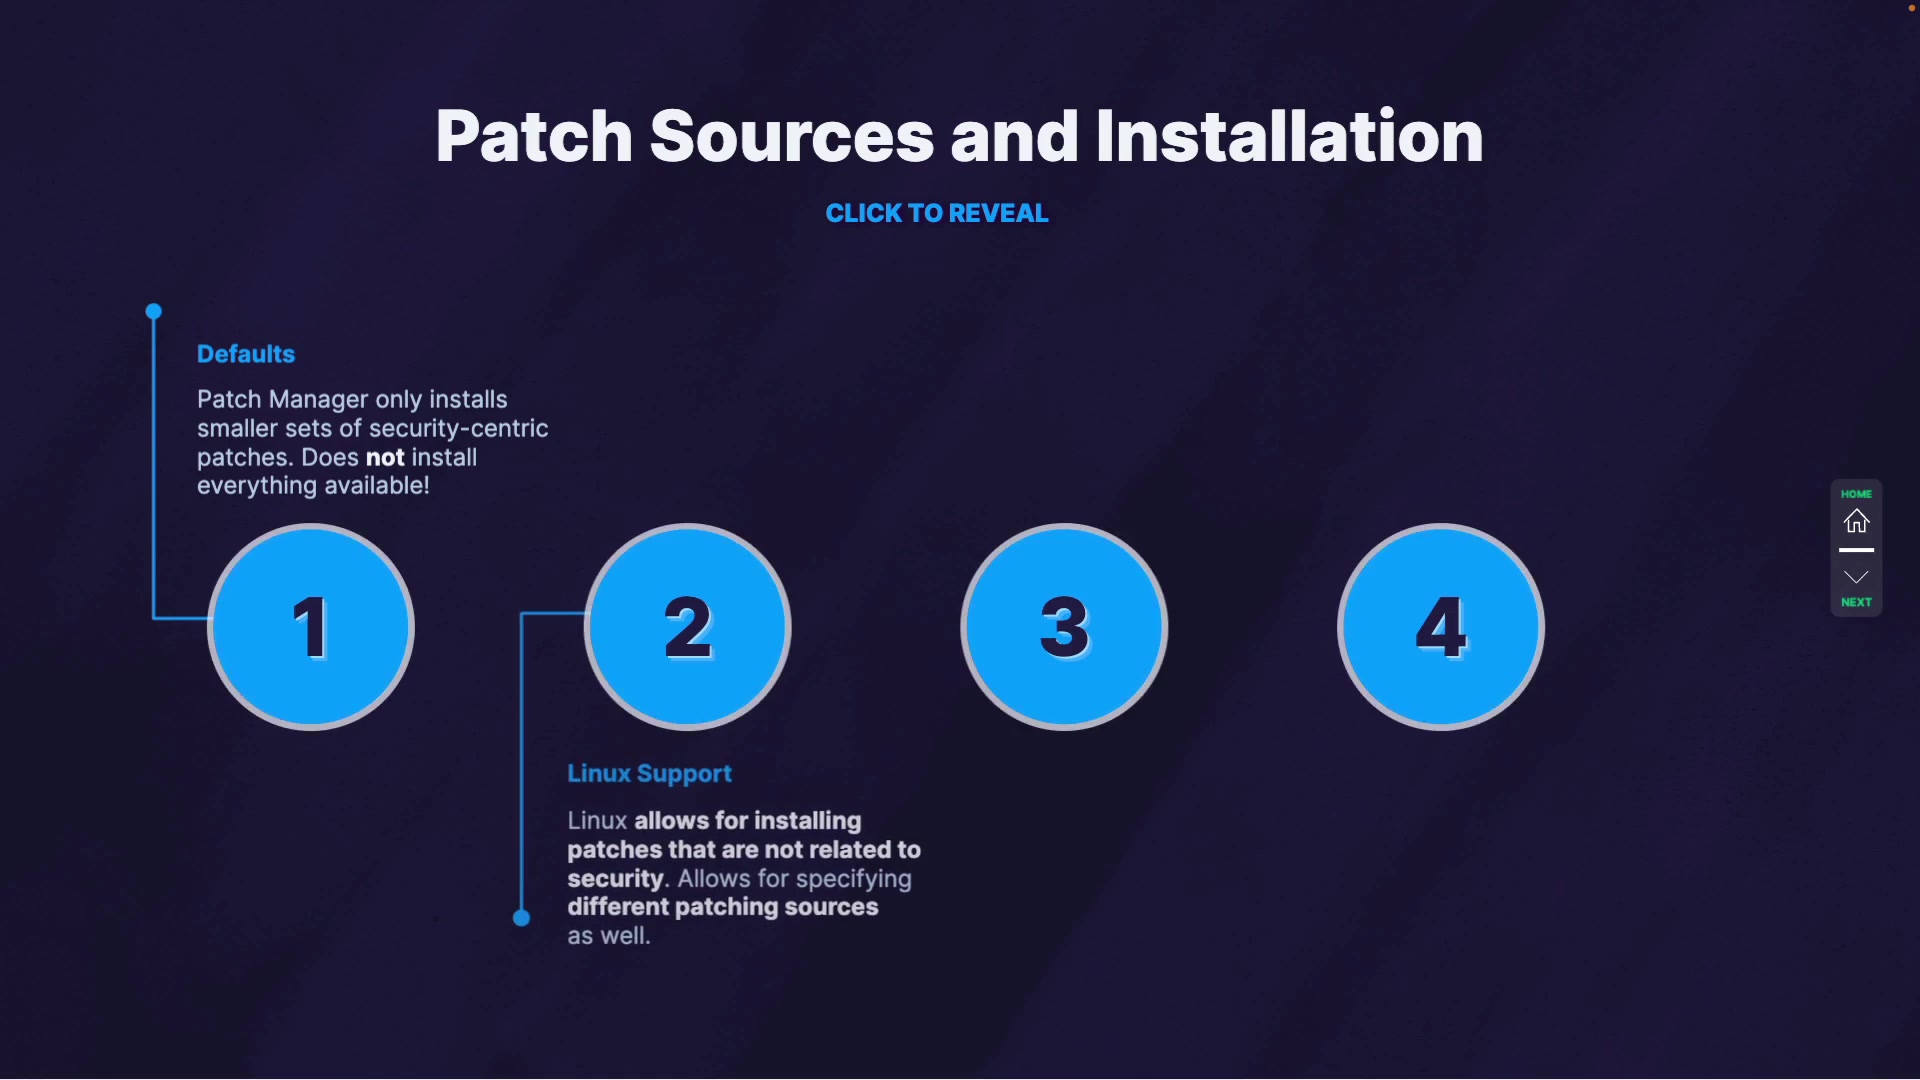 Patch Sources and Installation
CLICK TO REVEAL
Defaults
Patch Manager only installs
smaller sets of security-centric
patches. Does not install
everything available!
1
2
3
4
Linux Support
Linux allows for installing
patches that are not related to
security. Allows for specifying
different patching sources
as well.
HOME
NEXT